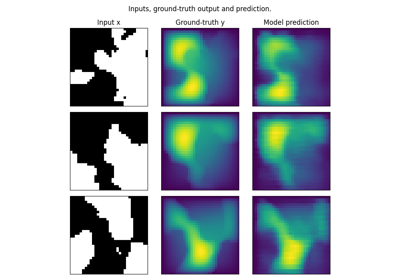 Inputs, ground-truth output and prediction.
Input x
Ground-truth y
Model prediction